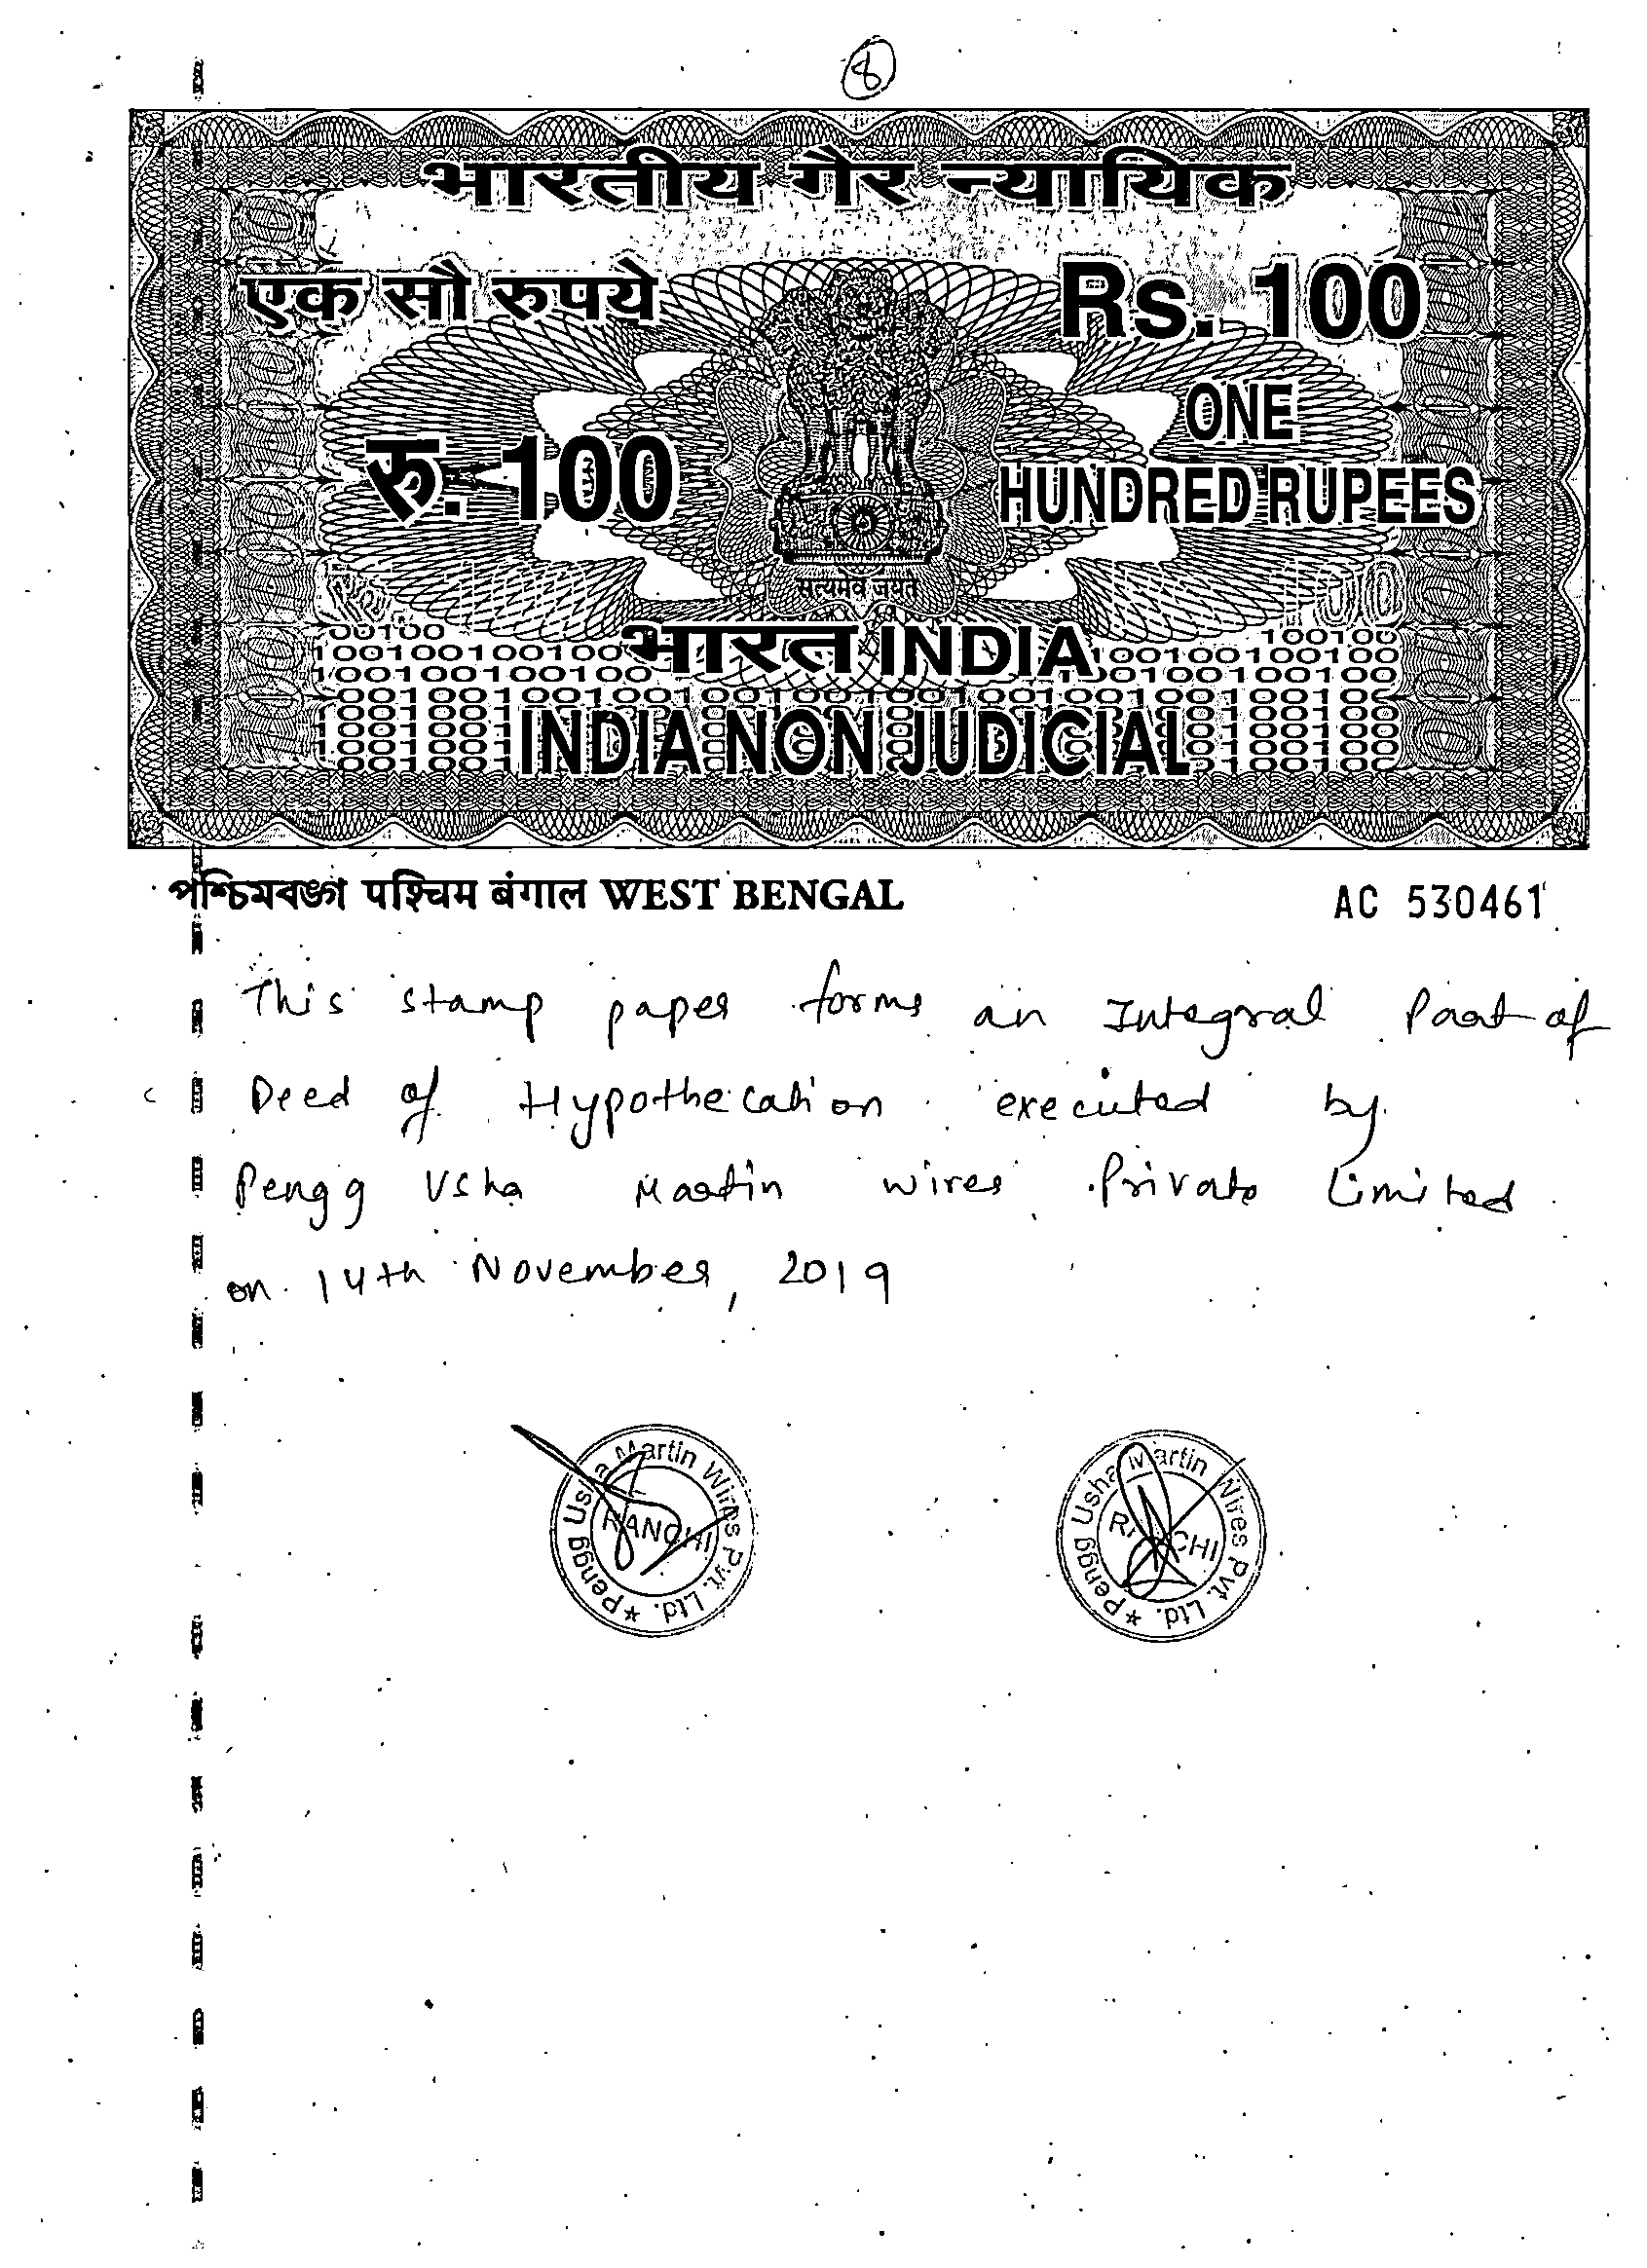 8
भारतीय गैर न्यायिक
एक सौ रुपये
Rs. 100
रु. 100
ONE
HUNDRED RUPEES
सत्यमेव जयते
भारत INDIA
INDIA NON JUDICIAL
পশ্চিমবঙ্গ पश्चिम बंगाल WEST BENGAL
AC 530461
This stamp paper forms an Integral Part of
Deed of Hypothecation executed by
Pengg Usha Martin wires Private Limited
on 14th November, 2019
Pengg Usha Martin Wires Pvt. Ltd. *
RANCHI
Pengg Usha Martin Wires Pvt. Ltd. *
RANCHI